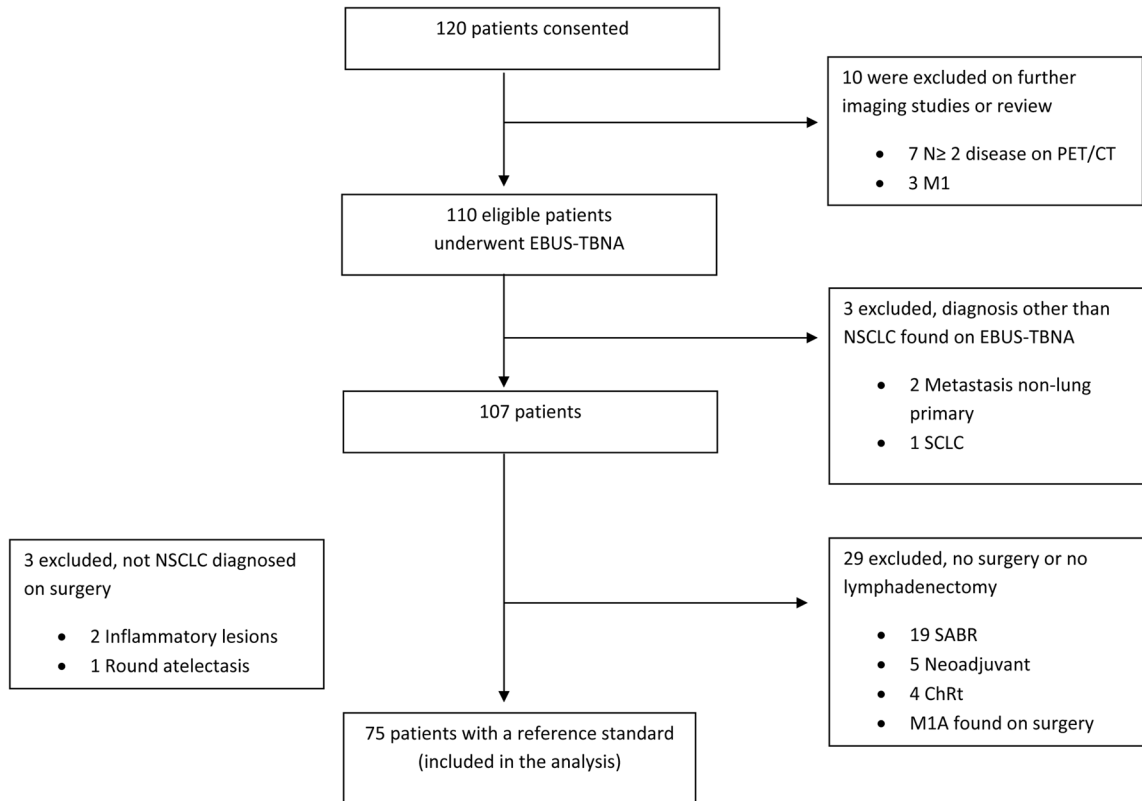 120 patients consented
10 were excluded on further
imaging studies or review
• 7 N≥ 2 disease on PET/CT
• 3 M1
110 eligible patients
underwent EBUS-TBNA
3 excluded, diagnosis other than
NSCLC found on EBUS-TBNA
• 2 Metastasis non-lung
primary
• 1 SCLC
107 patients
3 excluded, not NSCLC diagnosed
on surgery
• 2 Inflammatory lesions
• 1 Round atelectasis
29 excluded, no surgery or no
lymphadenectomy
• 19 SABR
• 5 Neoadjuvant
• 4 ChRt
• M1A found on surgery
75 patients with a reference standard
(included in the analysis)